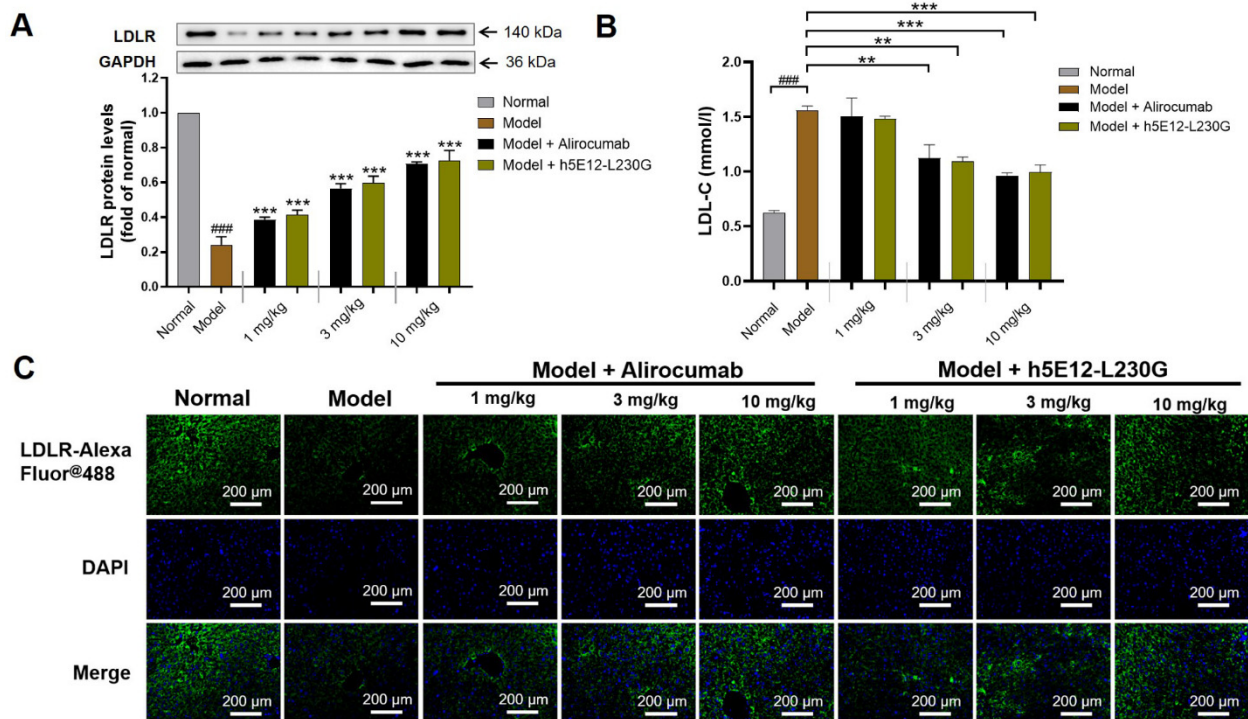 A
LDLR
140 kDa
GAPDH
36 kDa
LDLR protein levels
(fold of normal)
1.0
0.8
0.6
0.4
0.2
0.0
###
***
***
***
***
***
***
Normal
Model
1 mg/kg
3 mg/kg
10 mg/kg
Normal
Model
Model + Alirocumab
Model + h5E12-L230G
B
***
***
**
**
###
LDL-C (mmol/l)
2.0
1.5
1.0
0.5
0.0
Normal
Model
1 mg/kg
3 mg/kg
10 mg/kg
Normal
Model
Model + Alirocumab
Model + h5E12-L230G
C
Model + Alirocumab Model + h5E12-L230G
Normal Model 1 mg/kg 3 mg/kg 10 mg/kg 1 mg/kg 3 mg/kg 10 mg/kg
LDLR-Alexa
Fluor@488
200 µm 200 µm 200 µm 200 µm 200 µm 200 µm 200 µm 200 µm
DAPI
200 µm 200 µm 200 µm 200 µm 200 µm 200 µm 200 µm 200 µm
Merge
200 µm 200 µm 200 µm 200 µm 200 µm 200 µm 200 µm 200 µm